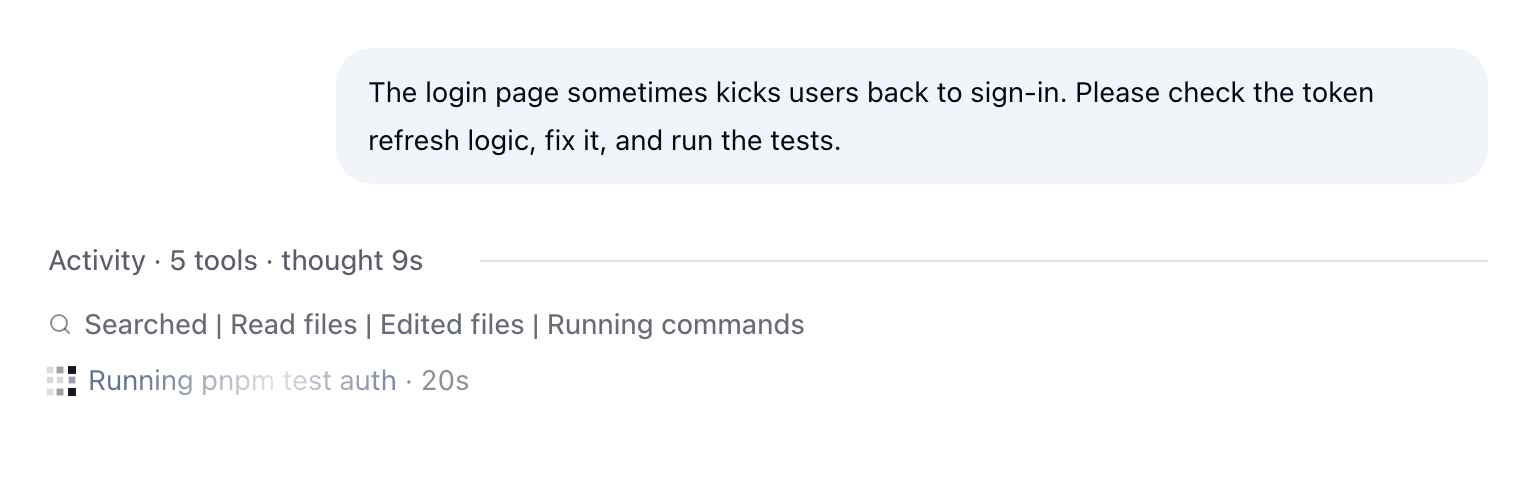 The login page sometimes kicks users back to sign-in. Please check the token
refresh logic, fix it, and run the tests.
Activity · 5 tools · thought 9s
Searched | Read files | Edited files | Running commands
Running pnpm test auth · 20s